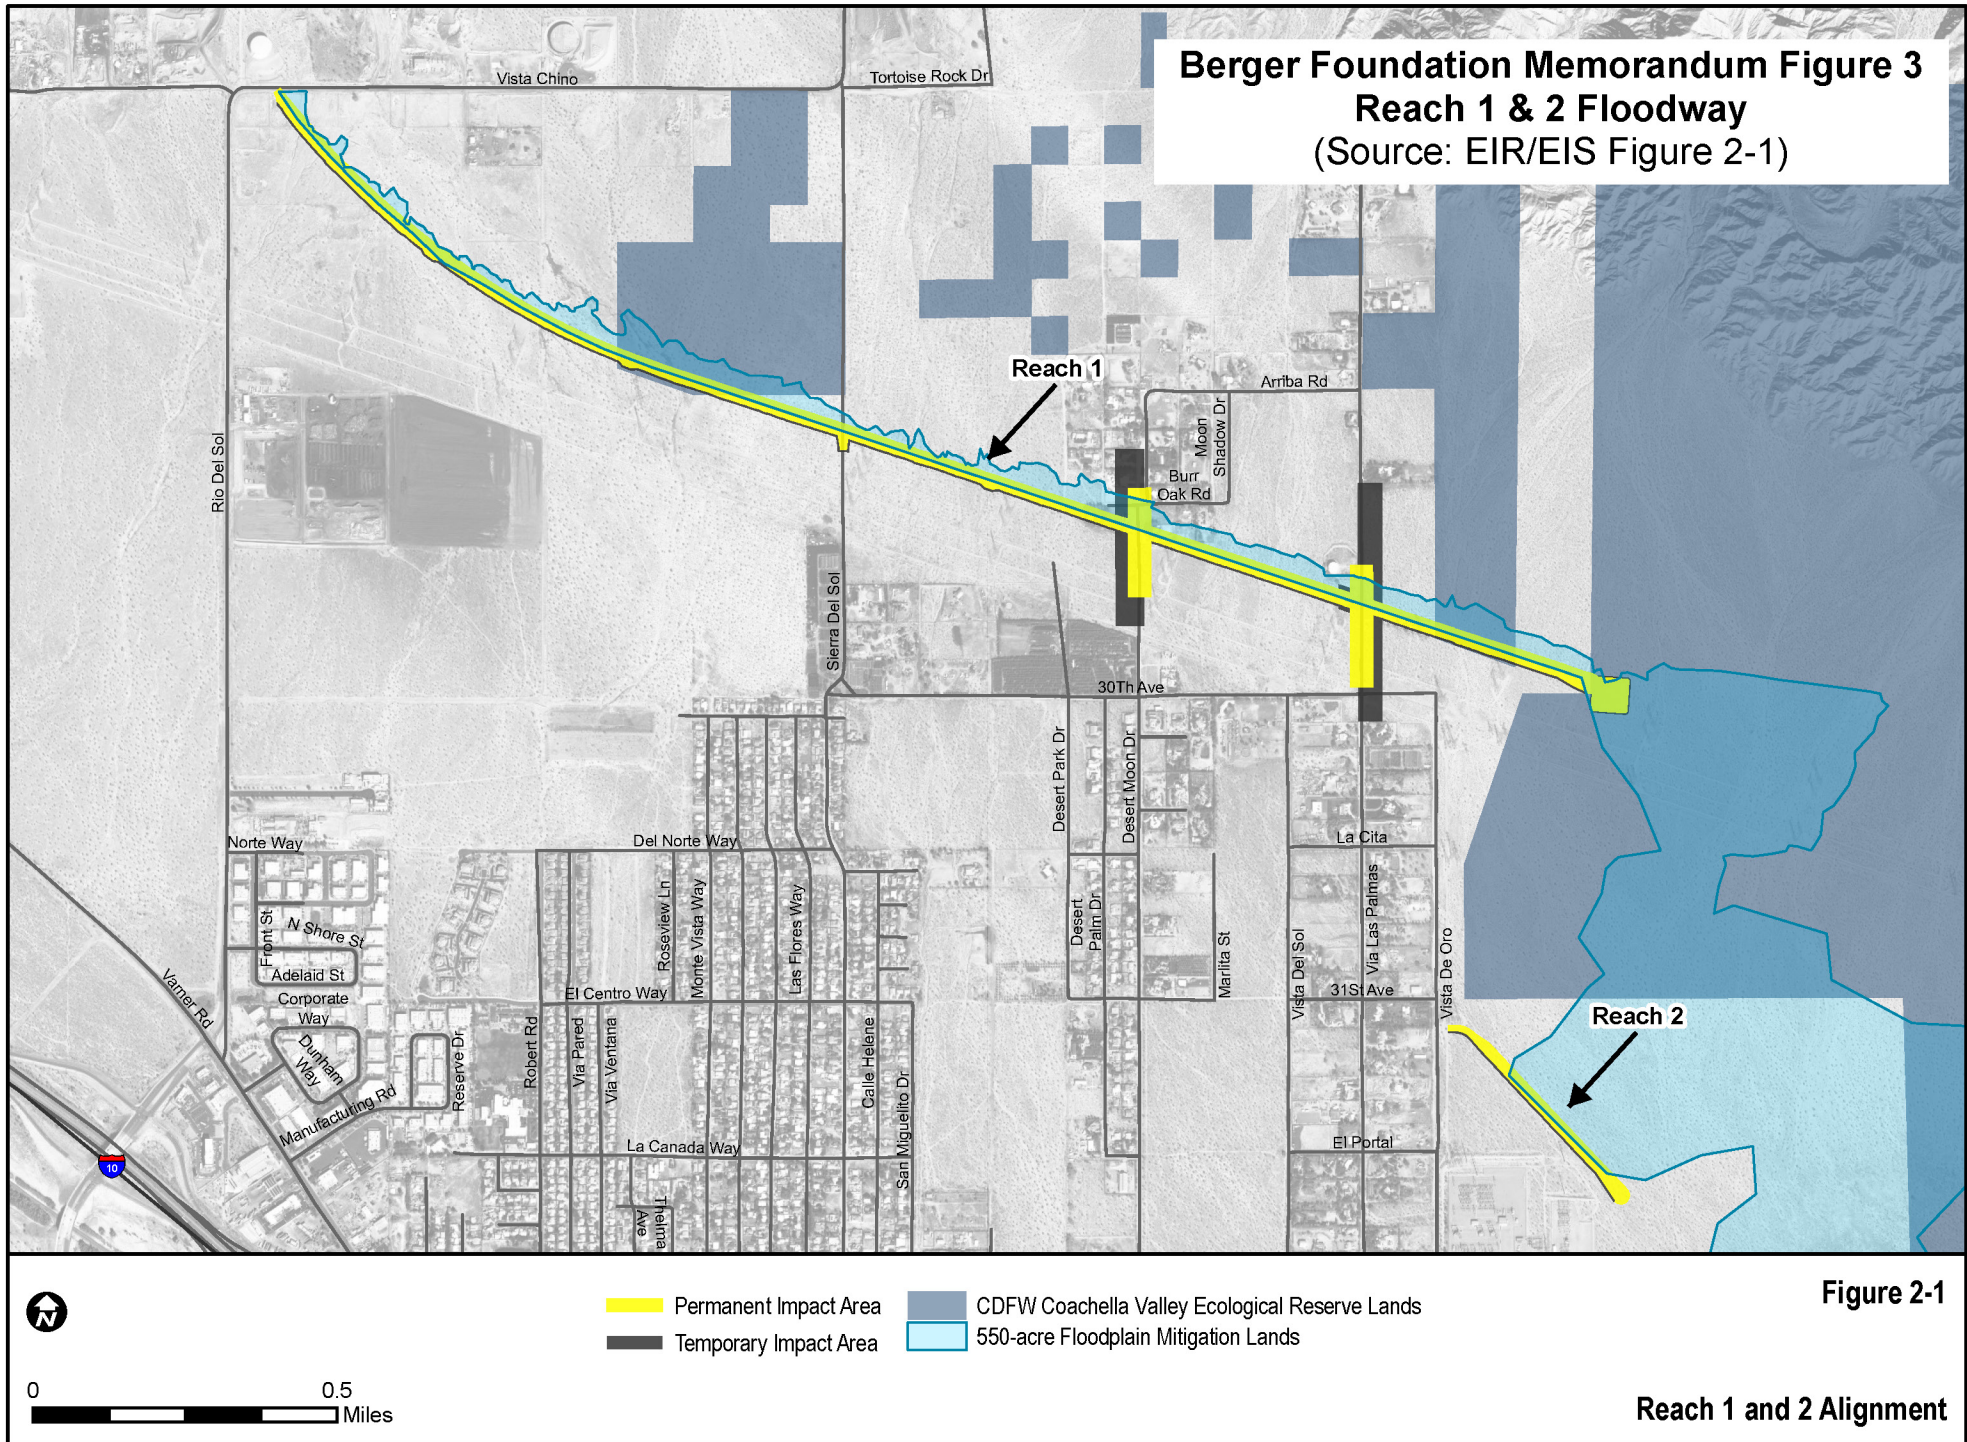 Berger Foundation Memorandum Figure 3
Reach 1 & 2 Floodway
(Source: EIR/EIS Figure 2-1)
Vista Chino
Tortoise Rock Dr
Reach 1
Arriba Rd
Moon
Shadow Dr
Burr
Oak Rd
Rio Del Sol
Sierra Del Sol
30Th Ave
Desert Park Dr
Desert Moon Dr
Norte Way
Del Norte Way
La Cita
Front St
N Shore St
Adelaid St
Roseview Ln
Monte Vista Way
Las Flores Way
Desert
Palm Dr
Marlita St
Vista Del Sol
Via Las Palmas
Vista De Oro
Varner Rd
Corporate
Way
El Centro Way
31St Ave
Reach 2
Dunham
Way
Manufacturing Rd
Reserve Dr
Robert Rd
Via Pared
Via Ventana
Calle Helene
San Miguelito Dr
La Canada Way
El Portal
Thelma
Ave
10
N
Permanent Impact Area
Temporary Impact Area
CDFW Coachella Valley Ecological Reserve Lands
550-acre Floodplain Mitigation Lands
Figure 2-1
0 0.5
Miles
Reach 1 and 2 Alignment